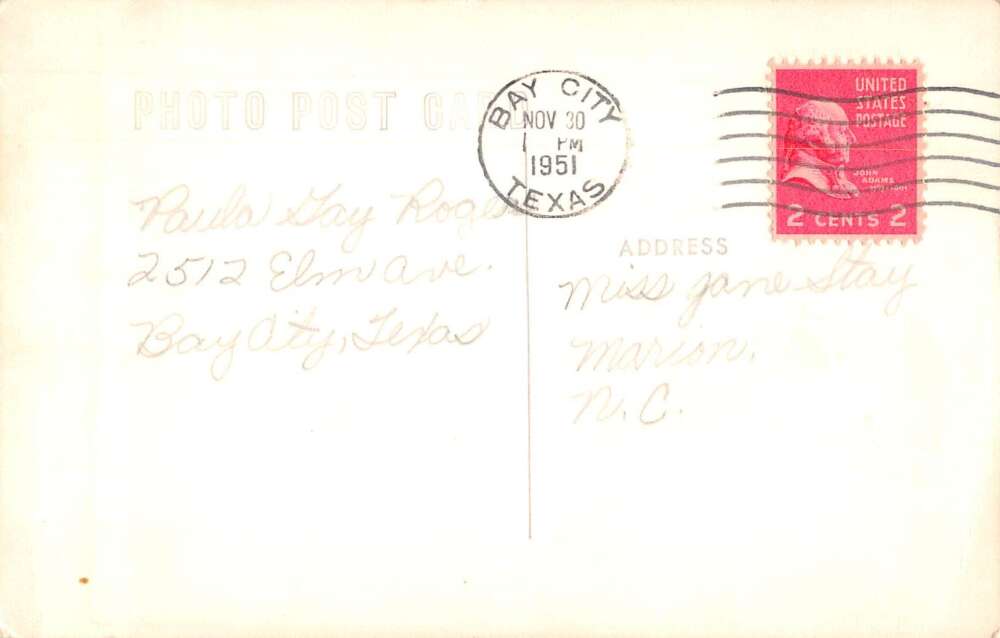 PHOTO POST CARD
BAY CITY
NOV 30
1 PM
1951
TEXAS
UNITED
STATES
POSTAGE
JOHN
ADAMS
2 CENTS 2
Paula Gay
2512 Elm Ave.
Bay City, Texas
ADDRESS
Miss Jane Stay
Marion,
N.C.